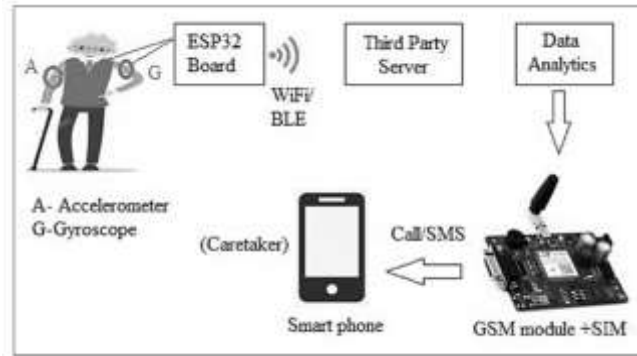 ESP32
Board
Third Party
Server
Data
Analytics
A
G
WiFi/
BLE
A- Accelerometer
G-Gyroscope
(Caretaker)
Call/SMS
Smart phone
GSM module +SIM